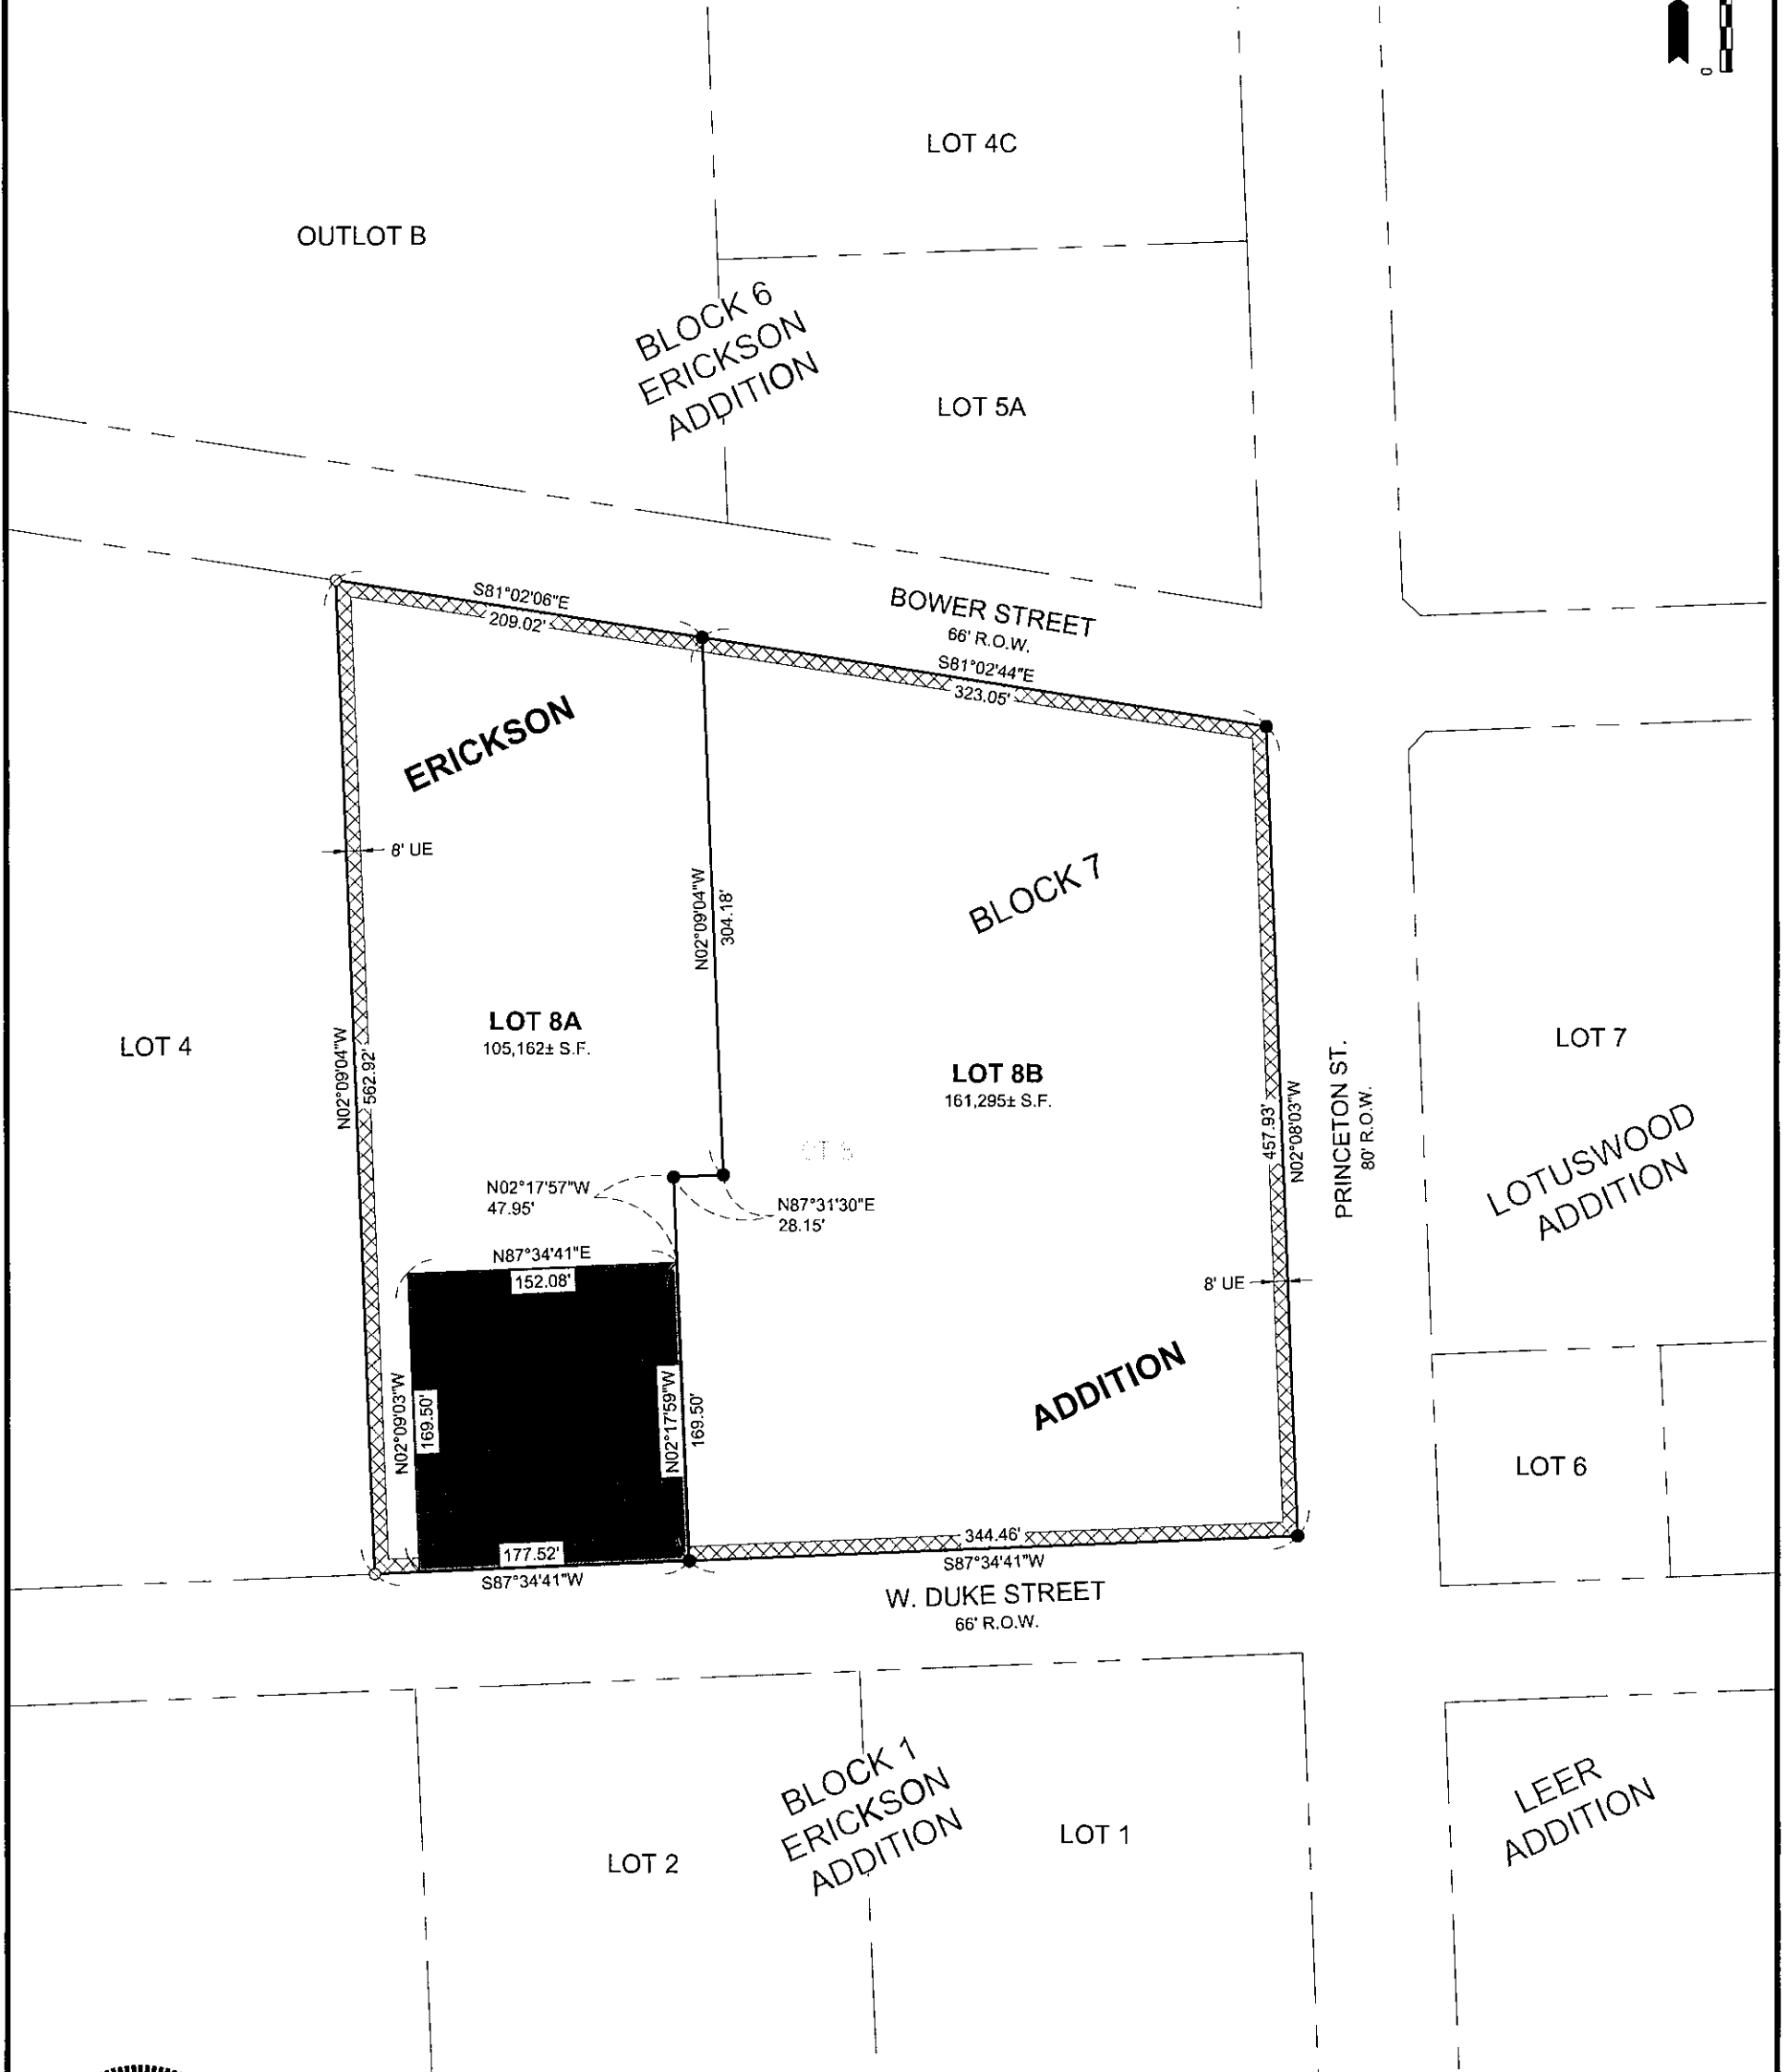 0
LOT 4C
OUTLOT B
BLOCK 6
ERICKSON
ADDITION
LOT 5A
S81°02'06"E
209.02'
BOWER STREET
66' R.O.W.
S81°02'44"E
323.05'
ERICKSON
8' UE
BLOCK 7
N02°09'04"W
304.18'
LOT 8A
105,162± S.F.
LOT 4
N02°09'04"W
562.92'
LOT 8B
161,295± S.F.
LOT 7
PRINCETON ST.
80' R.O.W.
457.93'
N02°08'03"W
LOTUSWOOD
ADDITION
N02°17'57"W
47.95'
N87°31'30"E
28.15'
N87°34'41"E
152.08'
8' UE
ADDITION
N02°09'03"W
169.50'
N02°17'59"W
169.50'
LOT 6
344.46'
S87°34'41"W
177.52'
S87°34'41"W
W. DUKE STREET
66' R.O.W.
BLOCK 1
ERICKSON
ADDITION
LOT 1
LOT 2
LEER
ADDITION